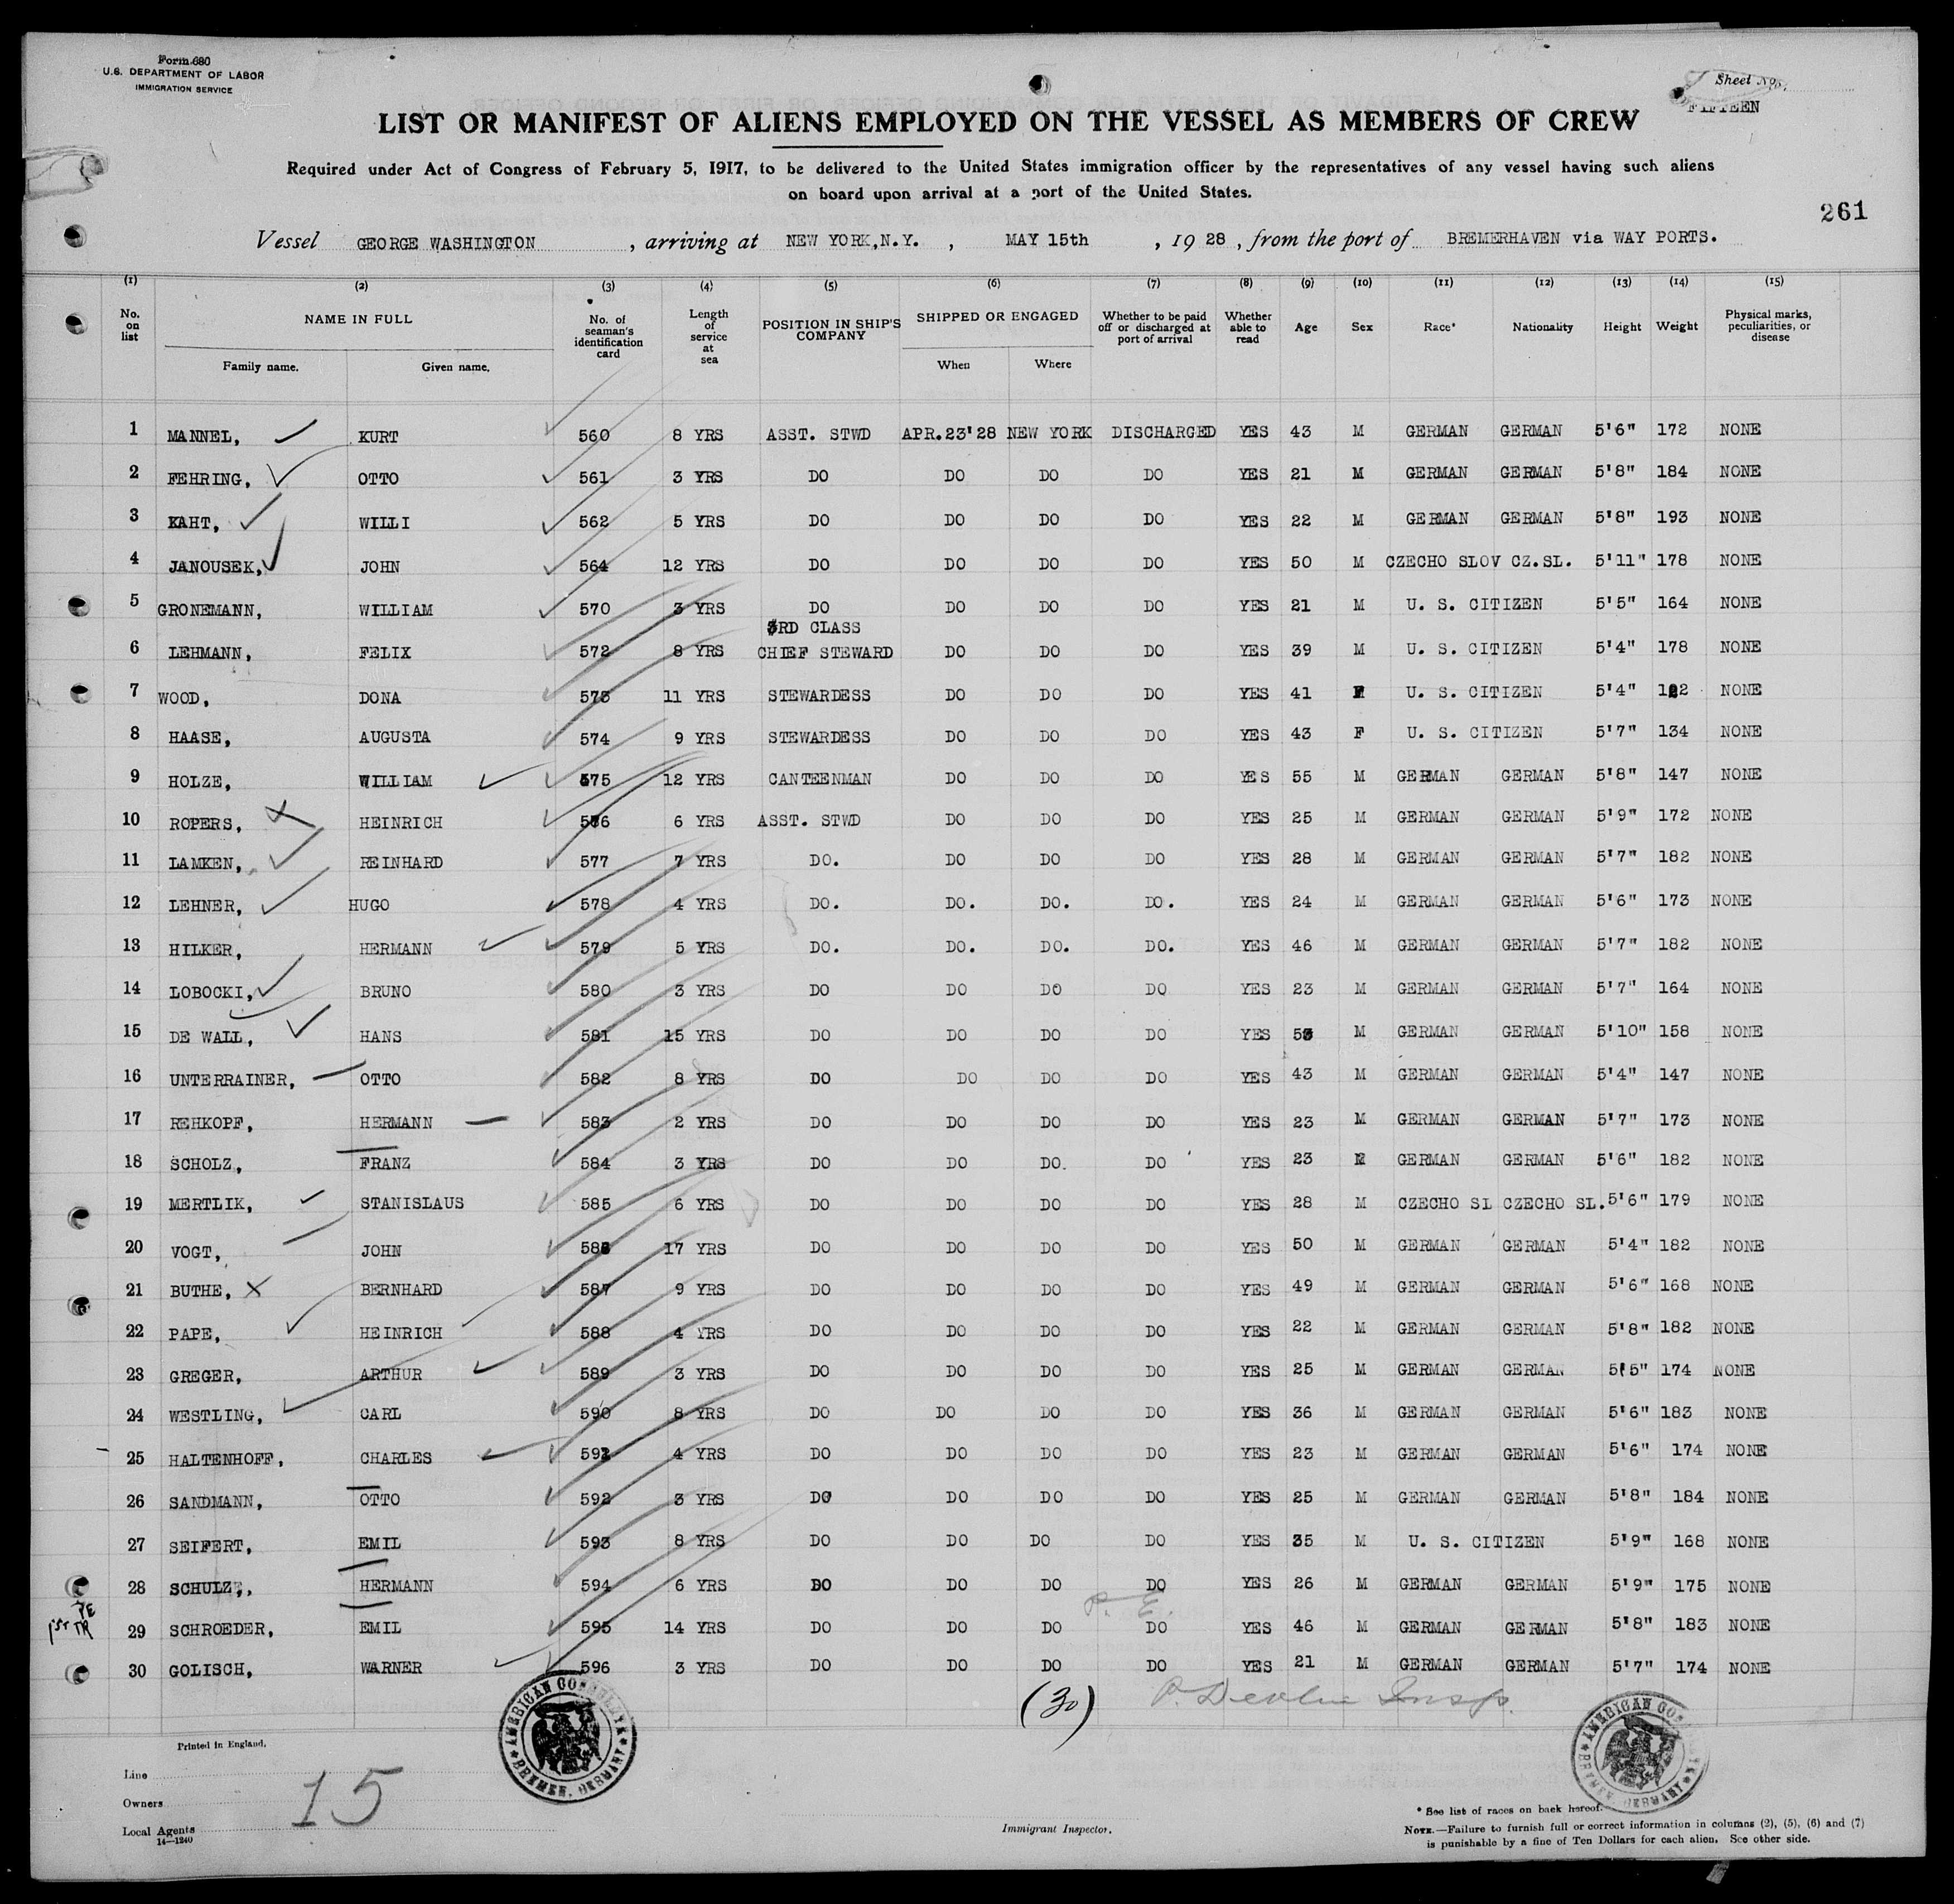 Form 680
U.S. DEPARTMENT OF LABOR
IMMIGRATION SERVICE
Sheet No.
FIFTEEN
LIST OR MANIFEST OF ALIENS EMPLOYED ON THE VESSEL AS MEMBERS OF CREW
Required under Act of Congress of February 5, 1917, to be delivered to the United States immigration officer by the representatives of any vessel having such aliens
on board upon arrival at a port of the United States.
261
Vessel GEORGE WASHINGTON, arriving at NEW YORK,N.Y., MAY 15th, 1928, from the port of BREMERHAVEN via WAY PORTS.
(1) (2) (3) (4) (5) (6) (7) (8) (9) (10) (11) (12) (13) (14) (15)
No. on list NAME IN FULL No. of seaman's identification card Length of service at sea POSITION IN SHIP'S COMPANY SHIPPED OR ENGAGED Whether to be paid off or discharged at port of arrival Whether able to read Age Sex Race* Nationality Height Weight Physical marks, peculiarities, or disease
Family name. Given name. When Where
1 MANNEL, KURT 560 8 YRS ASST. STWD APR.23'28 NEW YORK DISCHARGED YES 43 M GERMAN GERMAN 5'6" 172 NONE
2 FEHRING, OTTO 561 3 YRS DO DO DO DO YES 21 M GERMAN GERMAN 5'8" 184 NONE
3 KAHT, WILLI 562 5 YRS DO DO DO DO YES 22 M GERMAN GERMAN 5'8" 193 NONE
4 JANOUSEK, JOHN 564 12 YRS DO DO DO DO YES 50 M CZECHO SLOV CZ.SL. 5'11" 178 NONE
5 GRONEMANN, WILLIAM 570 3 YRS DO DO DO DO YES 21 M U. S. CITIZEN 5'5" 164 NONE
3RD CLASS
6 LEHMANN, FELIX 572 8 YRS CHIEF STEWARD DO DO DO YES 39 M U. S. CITIZEN 5'4" 178 NONE
7 WOOD, DONA 573 11 YRS STEWARDESS DO DO DO YES 41 F U. S. CITIZEN 5'4" 122 NONE
8 HAASE, AUGUSTA 574 9 YRS STEWARDESS DO DO DO YES 43 F U. S. CITIZEN 5'7" 134 NONE
9 HOLZE, WILLIAM 575 12 YRS CANTEENMAN DO DO DO YES 55 M GERMAN GERMAN 5'8" 147 NONE
10 ROPERS, HEINRICH 576 6 YRS ASST. STWD DO DO DO YES 25 M GERMAN GERMAN 5'9" 172 NONE
11 LAMKEN, REINHARD 577 7 YRS DO. DO DO DO YES 28 M GERMAN GERMAN 5'7" 182 NONE
12 LEHNER, HUGO 578 4 YRS DO. DO. DO. DO. YES 24 M GERMAN GERMAN 5'6" 173 NONE
13 HILKER, HERMANN 579 5 YRS DO. DO. DO. DO. YES 46 M GERMAN GERMAN 5'7" 182 NONE
14 LOBOCKI, BRUNO 580 3 YRS DO DO DO DO YES 23 M GERMAN GERMAN 5'7" 164 NONE
15 DE WALL, HANS 581 15 YRS DO DO DO DO YES 53 M GERMAN GERMAN 5'10" 158 NONE
16 UNTERRAINER, OTTO 582 8 YRS DO DO DO DO YES 43 M GERMAN GERMAN 5'4" 147 NONE
17 REHKOPF, HERMANN 583 2 YRS DO DO DO DO YES 23 M GERMAN GERMAN 5'7" 173 NONE
18 SCHOLZ, FRANZ 584 3 YRS DO DO DO. DO YES 23 M GERMAN GERMAN 5'6" 182 NONE
19 MERTLIK, STANISLAUS 585 6 YRS DO DO DO DO YES 28 M CZECHO SL CZECHO SL. 5'6" 179 NONE
20 VOGT, JOHN 586 17 YRS DO DO DO DO YES 50 M GERMAN GERMAN 5'4" 182 NONE
21 BUTHE, BERNHARD 587 9 YRS DO DO DO DO YES 49 M GERMAN GERMAN 5'6" 168 NONE
22 PAPE, HEINRICH 588 4 YRS DO DO DO DO YES 22 M GERMAN GERMAN 5'8" 182 NONE
23 GREGER, ARTHUR 589 3 YRS DO DO DO DO YES 25 M GERMAN GERMAN 5'5" 174 NONE
24 WESTLING, CARL 590 8 YRS DO DO DO DO YES 36 M GERMAN GERMAN 5'6" 183 NONE
25 HALTENHOFF, CHARLES 591 4 YRS DO DO DO DO YES 23 M GERMAN GERMAN 5'6" 174 NONE
26 SANDMANN, OTTO 592 3 YRS DO DO DO DO YES 25 M GERMAN GERMAN 5'8" 184 NONE
27 SEIFERT, EMIL 593 8 YRS DO DO DO DO YES 35 M U. S. CITIZEN 5'9" 168 NONE
28 SCHULZ,, HERMANN 594 6 YRS DO DO DO DO YES 26 M GERMAN GERMAN 5'9" 175 NONE
P. E.
29 SCHROEDER, EMIL 595 14 YRS DO DO DO DO YES 46 M GERMAN GERMAN 5'8" 183 NONE
30 GOLISCH, WARNER 596 3 YRS DO DO DO DO YES 21 M GERMAN GERMAN 5'7" 174 NONE
(30) P. Devlin Insp.
AMERICAN CONSULATE BREMEN, GERMANY
AMERICAN CONSULATE BREMEN, GERMANY
Printed in England.
Line
Owners
Local Agents
14—1240
15
Immigrant Inspector.
* See list of races on back hereof.
NOTE.—Failure to furnish full or correct information in columns (2), (5), (6) and (7)
is punishable by a fine of Ten Dollars for each alien. See other side.